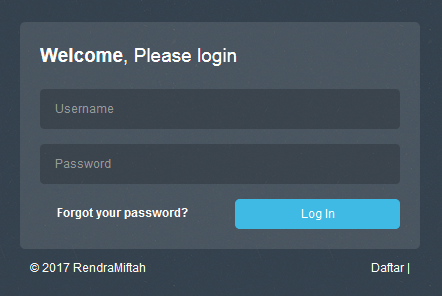 Welcome, Please login
Username
Password
Forgot your password? Log In
© 2017 RendraMiftah Daftar |